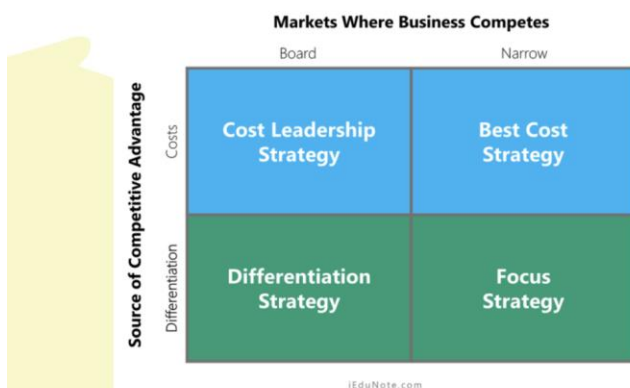 Markets Where Business Competes
Board
Narrow
Source of Competitive Advantage
Costs
Cost Leadership
Strategy
Best Cost
Strategy
Differentiation
Differentiation
Strategy
Focus
Strategy
iEduNote.com